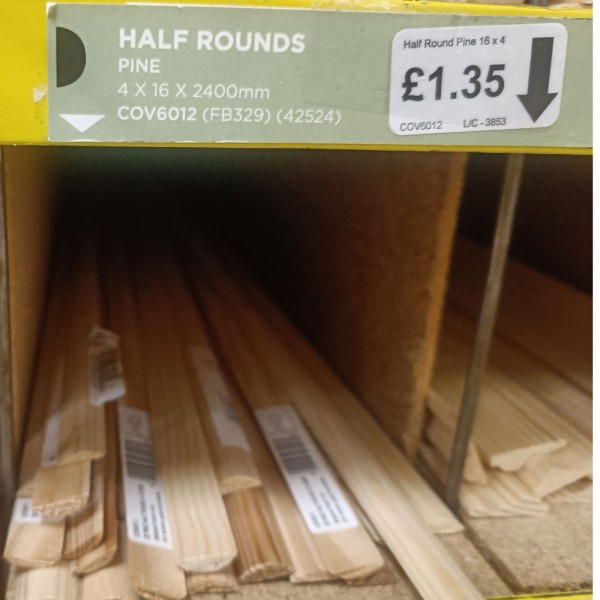 HALF ROUNDS
PINE
4 X 16 X 2400mm
COV6012 (FB329) (42524)
Half Round Pine 16 x 4
£1.35
COV6012 L/C - 3853